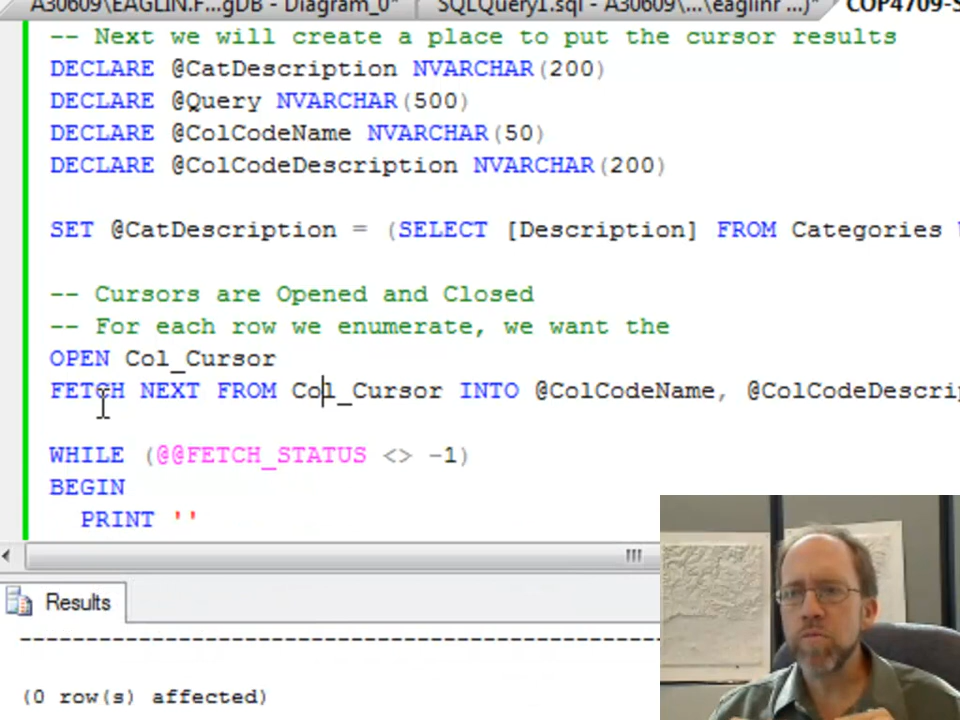 A30609\EAGLIN.F...gDB - Diagram_0* SQLQuery1.sql - A30609\...\eaglinr ...)* COP4709-S
-- Next we will create a place to put the cursor results
DECLARE @CatDescription NVARCHAR(200)
DECLARE @Query NVARCHAR(500)
DECLARE @ColCodeName NVARCHAR(50)
DECLARE @ColCodeDescription NVARCHAR(200)
SET @CatDescription = (SELECT [Description] FROM Categories
-- Cursors are Opened and Closed
-- For each row we enumerate, we want the
OPEN Col_Cursor
FETCH NEXT FROM Col_Cursor INTO @ColCodeName, @ColCodeDescrip
WHILE (@@FETCH_STATUS <> -1)
BEGIN
PRINT ''
Results
--------------------------------------------------
(0 row(s) affected)